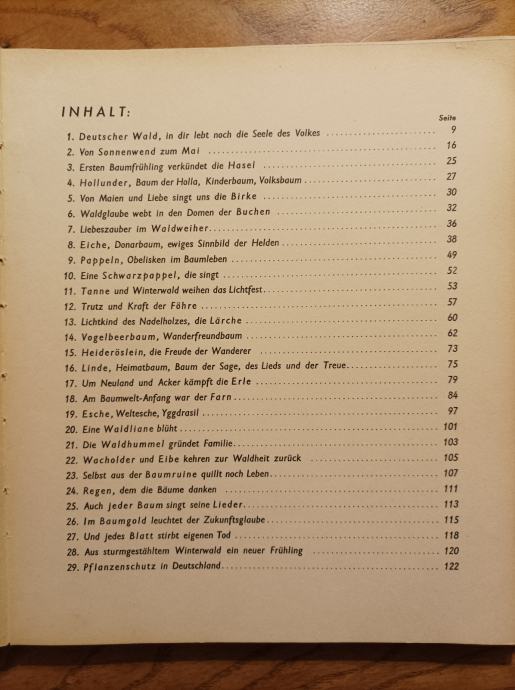 INHALT:
Seite
1. Deutscher Wald, in dir lebt noch die Seele des Volkes 9
2. Von Sonnenwend zum Mai 16
3. Ersten Baumfrühling verkündet die Hasel 25
4. Hollunder, Baum der Holla, Kinderbaum, Volksbaum 27
5. Von Maien und Liebe singt uns die Birke 30
6. Waldglaube webt in den Domen der Buchen 32
7. Liebeszauber im Waldweiher 36
8. Eiche, Donarbaum, ewiges Sinnbild der Helden 38
9. Pappeln, Obelisken im Baumleben 49
10. Eine Schwarzpappel, die singt 52
11. Tanne und Winterwald weihen das Lichtfest 53
12. Trutz und Kraft der Föhre 57
13. Lichtkind des Nadelholzes, die Lärche 60
14. Vogelbeerbaum, Wanderfreundbaum 62
15. Heideröslein, die Freude der Wanderer 73
16. Linde, Heimatbaum, Baum der Sage, des Lieds und der Treue 75
17. Um Neuland und Acker kämpft die Erle 79
18. Am Baumwelt-Anfang war der Farn 84
19. Esche, Weltesche, Yggdrasil 97
20. Eine Waldliane blüht 101
21. Die Waldhummel gründet Familie 103
22. Wacholder und Eibe kehren zur Waldheit zurück 105
23. Selbst aus der Baumruine quillt noch Leben 107
24. Regen, dem die Bäume danken 111
25. Auch jeder Baum singt seine Lieder 113
26. Im Baumgold leuchtet der Zukunftsglaube 115
27. Und jedes Blatt stirbt eigenen Tod 118
28. Aus sturmgestähltem Winterwald ein neuer Frühling 120
29. Pflanzenschutz in Deutschland 122